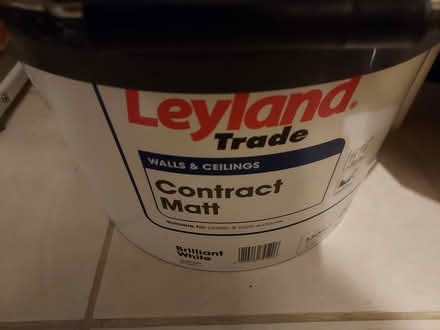 Leyland
Trade
WALLS & CEILINGS
Contract
Matt
Brilliant
White